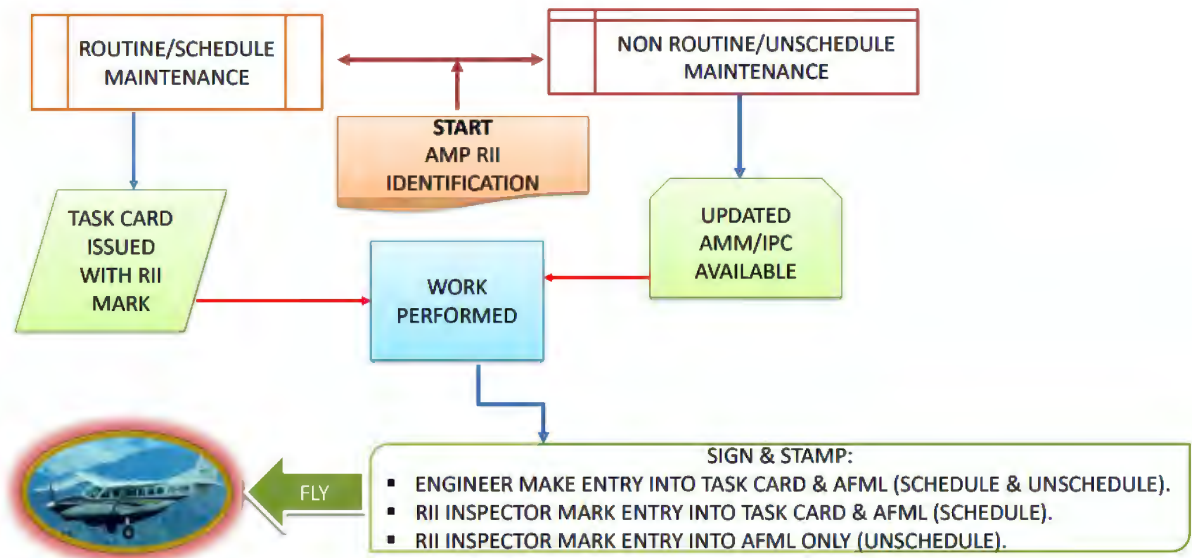 ROUTINE/SCHEDULE
MAINTENANCE
NON ROUTINE/UNSCHEDULE
MAINTENANCE
START
AMP RII
IDENTIFICATION
TASK CARD
ISSUED
WITH RII
MARK
UPDATED
AMM/IPC
AVAILABLE
WORK
PERFORMED
SIGN & STAMP:
▪ ENGINEER MAKE ENTRY INTO TASK CARD & AFML (SCHEDULE & UNSCHEDULE).
▪ RII INSPECTOR MARK ENTRY INTO TASK CARD & AFML (SCHEDULE).
▪ RII INSPECTOR MARK ENTRY INTO AFML ONLY (UNSCHEDULE).
FLY